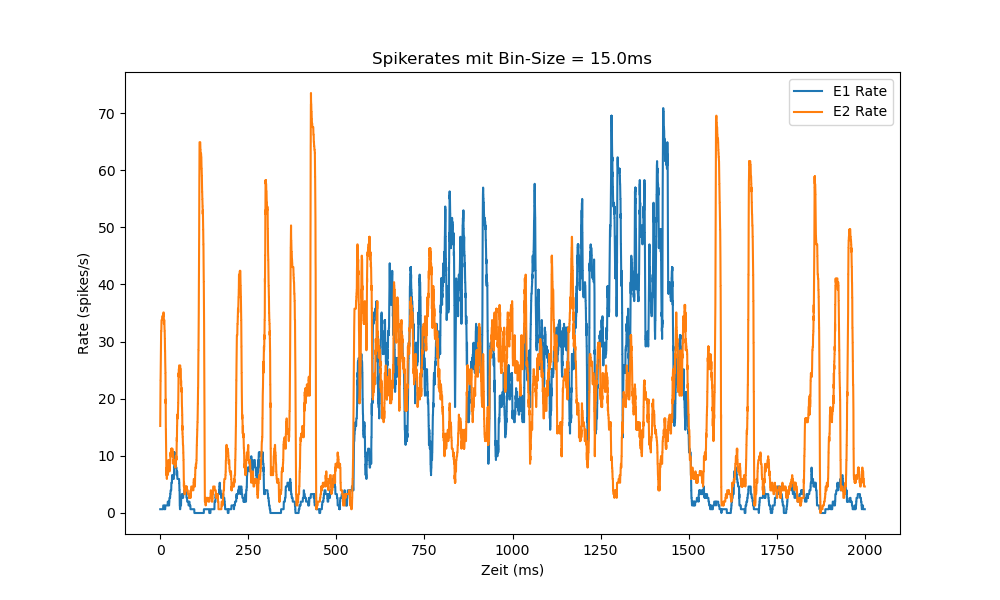 Spikerates mit Bin-Size = 15.0ms
E1 Rate
E2 Rate
Rate (spikes/s)
70
60
50
40
30
20
10
0
0 250 500 750 1000 1250 1500 1750 2000
Zeit (ms)